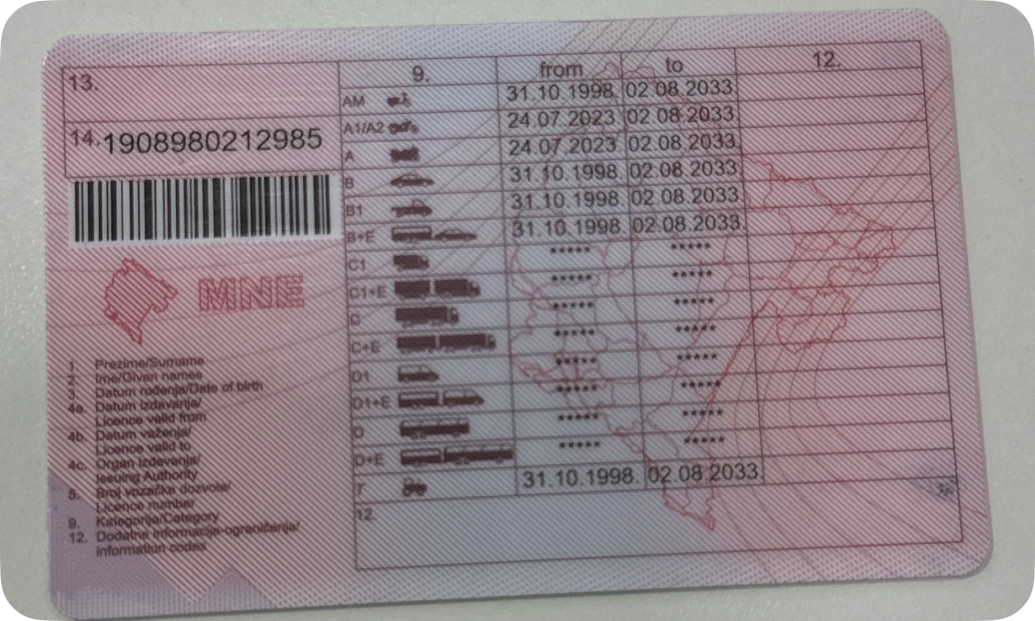 13.
14. 1908980212985
MNE
1. Prezime/Surname
2. Ime/Given names
3. Datum rođenja/Date of birth
4a. Datum izdavanja/
Licence valid from
4b. Datum važenja/
Licence valid to
4c. Organ izdavanja/
Issuing Authority
5. Broj vozačke dozvole/
Licence number
9. Kategorija/Category
12. Dodatne informacije-ograničenja/
information codes
9. from to 12.
AM 31.10.1998. 02.08.2033.
A1/A2 24.07.2023. 02.08.2033.
A 24.07.2023. 02.08.2033.
B 31.10.1998. 02.08.2033.
B1 31.10.1998. 02.08.2033.
B+E 31.10.1998. 02.08.2033.
C1 ***** *****
C1+E ***** *****
C ***** *****
C+E ***** *****
D1 ***** *****
D1+E ***** *****
D ***** *****
D+E ***** *****
T 31.10.1998. 02.08.2033.
12.